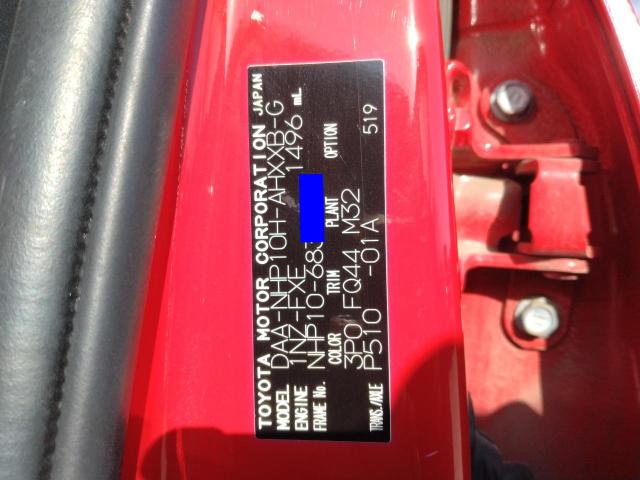 TOYOTA MOTOR CORPORATION JAPAN
MODEL DAA-NHP10H-AHXXB-G
ENGINE 1NZ-FXE 1496 mL
FRAME No. NHP10-683
COLOR TRIM PLANT OPTION
3P0 FQ44 M32
TRANS./AXLE P510 -01A 519